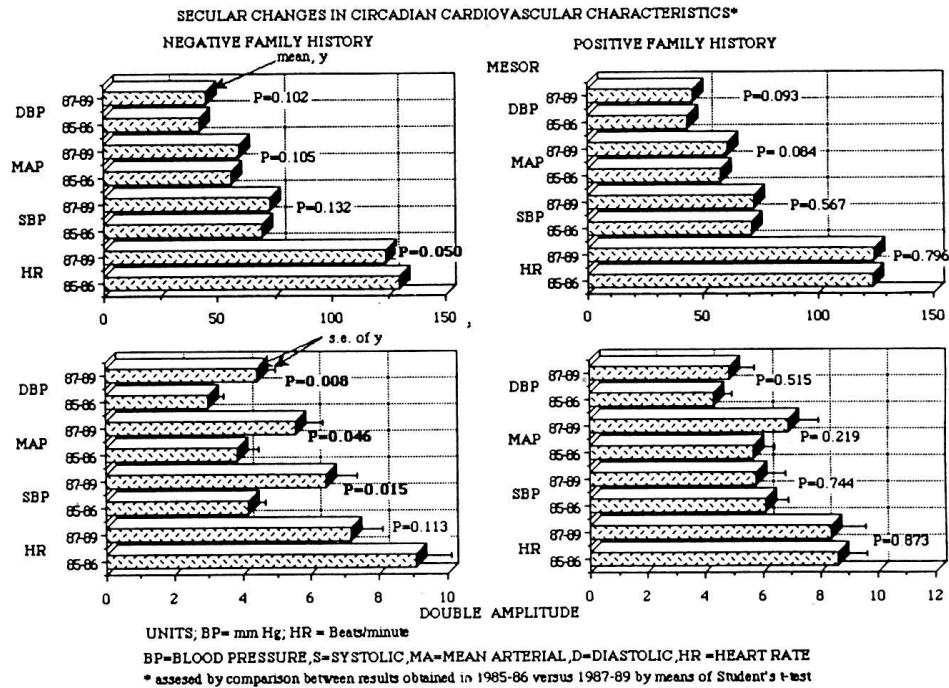 SECULAR CHANGES IN CIRCADIAN CARDIOVASCULAR CHARACTERISTICS*
NEGATIVE FAMILY HISTORY
mean, y
DBP
87-89
P=0.102
85-86
MAP
87-89
P=0.105
85-86
SBP
87-89
P=0.132
85-86
HR
87-89
P=0.050
85-86
0 50 100 150
POSITIVE FAMILY HISTORY
MESOR
DBP
87-89
P=0.093
85-86
MAP
87-89
P= 0.084
85-86
SBP
87-89
P=0.567
85-86
HR
87-89
P=0.796
85-86
0 50 100 150
;
s.e. of y
DBP
87-89
P=0.008
85-86
MAP
87-89
P=0.046
85-86
SBP
87-89
P=0.015
85-86
HR
87-89
P=0.113
85-86
0 2 4 6 8 10
DBP
87-89
P=0.515
85-86
MAP
87-89
P= 0.219
85-86
SBP
87-89
P=0.744
85-86
HR
87-89
P=0.873
85-86
0 2 4 6 8 10 12
DOUBLE AMPLITUDE
UNITS; BP= mm Hg; HR = Beats/minute
BP=BLOOD PRESSURE,S=SYSTOLIC,MA=MEAN ARTERIAL,D=DIASTOLIC,HR =HEART RATE
* assesed by comparison between results obtained in 1985-86 versus 1987-89 by means of Student's t-test